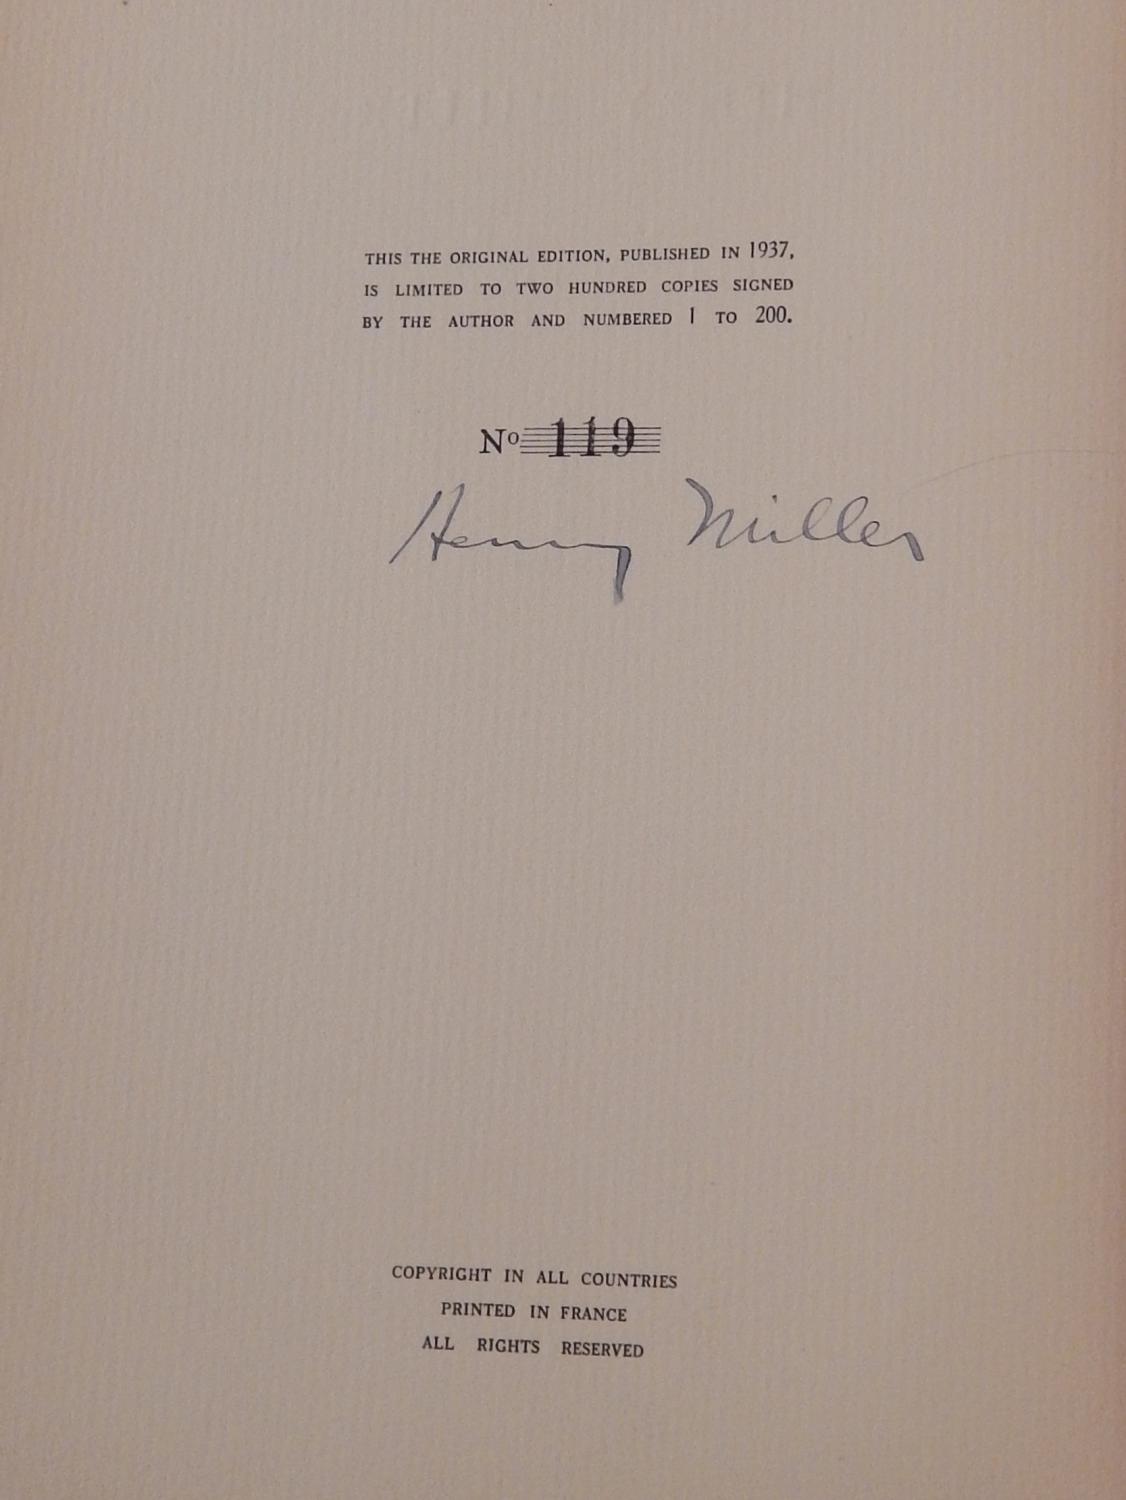 THIS THE ORIGINAL EDITION, PUBLISHED IN 1937,
IS LIMITED TO TWO HUNDRED COPIES SIGNED
BY THE AUTHOR AND NUMBERED 1 TO 200.
Nº 119
Henry Miller
COPYRIGHT IN ALL COUNTRIES
PRINTED IN FRANCE
ALL RIGHTS RESERVED